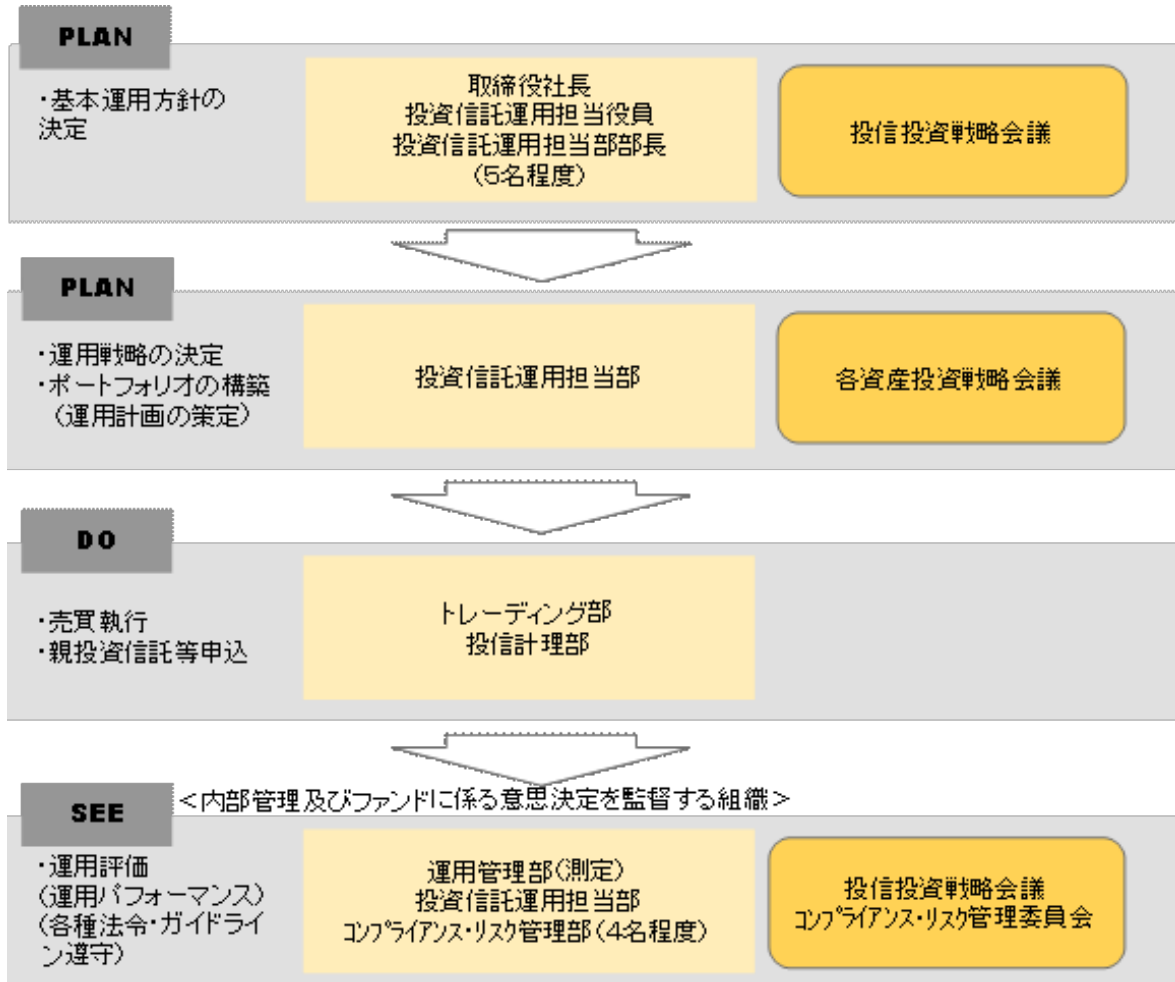 PLAN
・基本運用方針の
決定
取締役社長
投資信託運用担当役員
投資信託運用担当部部長
(5名程度)
投信投資戦略会議
PLAN
・運用戦略の決定
・ポートフォリオの構築
(運用計画の策定)
投資信託運用担当部
各資産投資戦略会議
DO
・売買執行
・親投資信託等申込
トレーディング部
投信計理部
SEE
<内部管理及びファンドに係る意思決定を監督する組織>
・運用評価
(運用パフォーマンス)
(各種法令・ガイドライ
ン遵守)
運用管理部(測定)
投資信託運用担当部
コンプライアンス・リスク管理部(4名程度)
投信投資戦略会議
コンプライアンス・リスク管理委員会